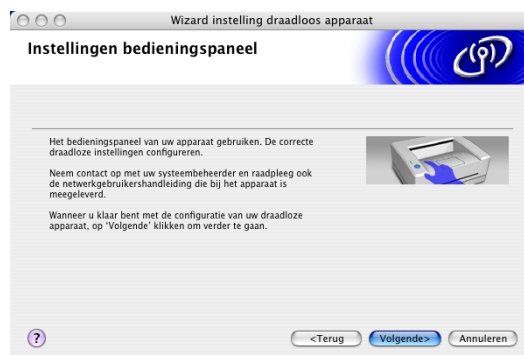 Wizard instelling draadloos apparaat
Instellingen bedieningspaneel
Het bedieningspaneel van uw apparaat gebruiken. De correcte
draadloze instellingen configureren.
Neem contact op met uw systeembeheerder en raadpleeg ook
de netwerkgebruikershandleiding die bij het apparaat is
meegeleverd.
Wanneer u klaar bent met de configuratie van uw draadloze
apparaat, op 'Volgende' klikken om verder te gaan.
?
<Terug
Volgende>
Annuleren